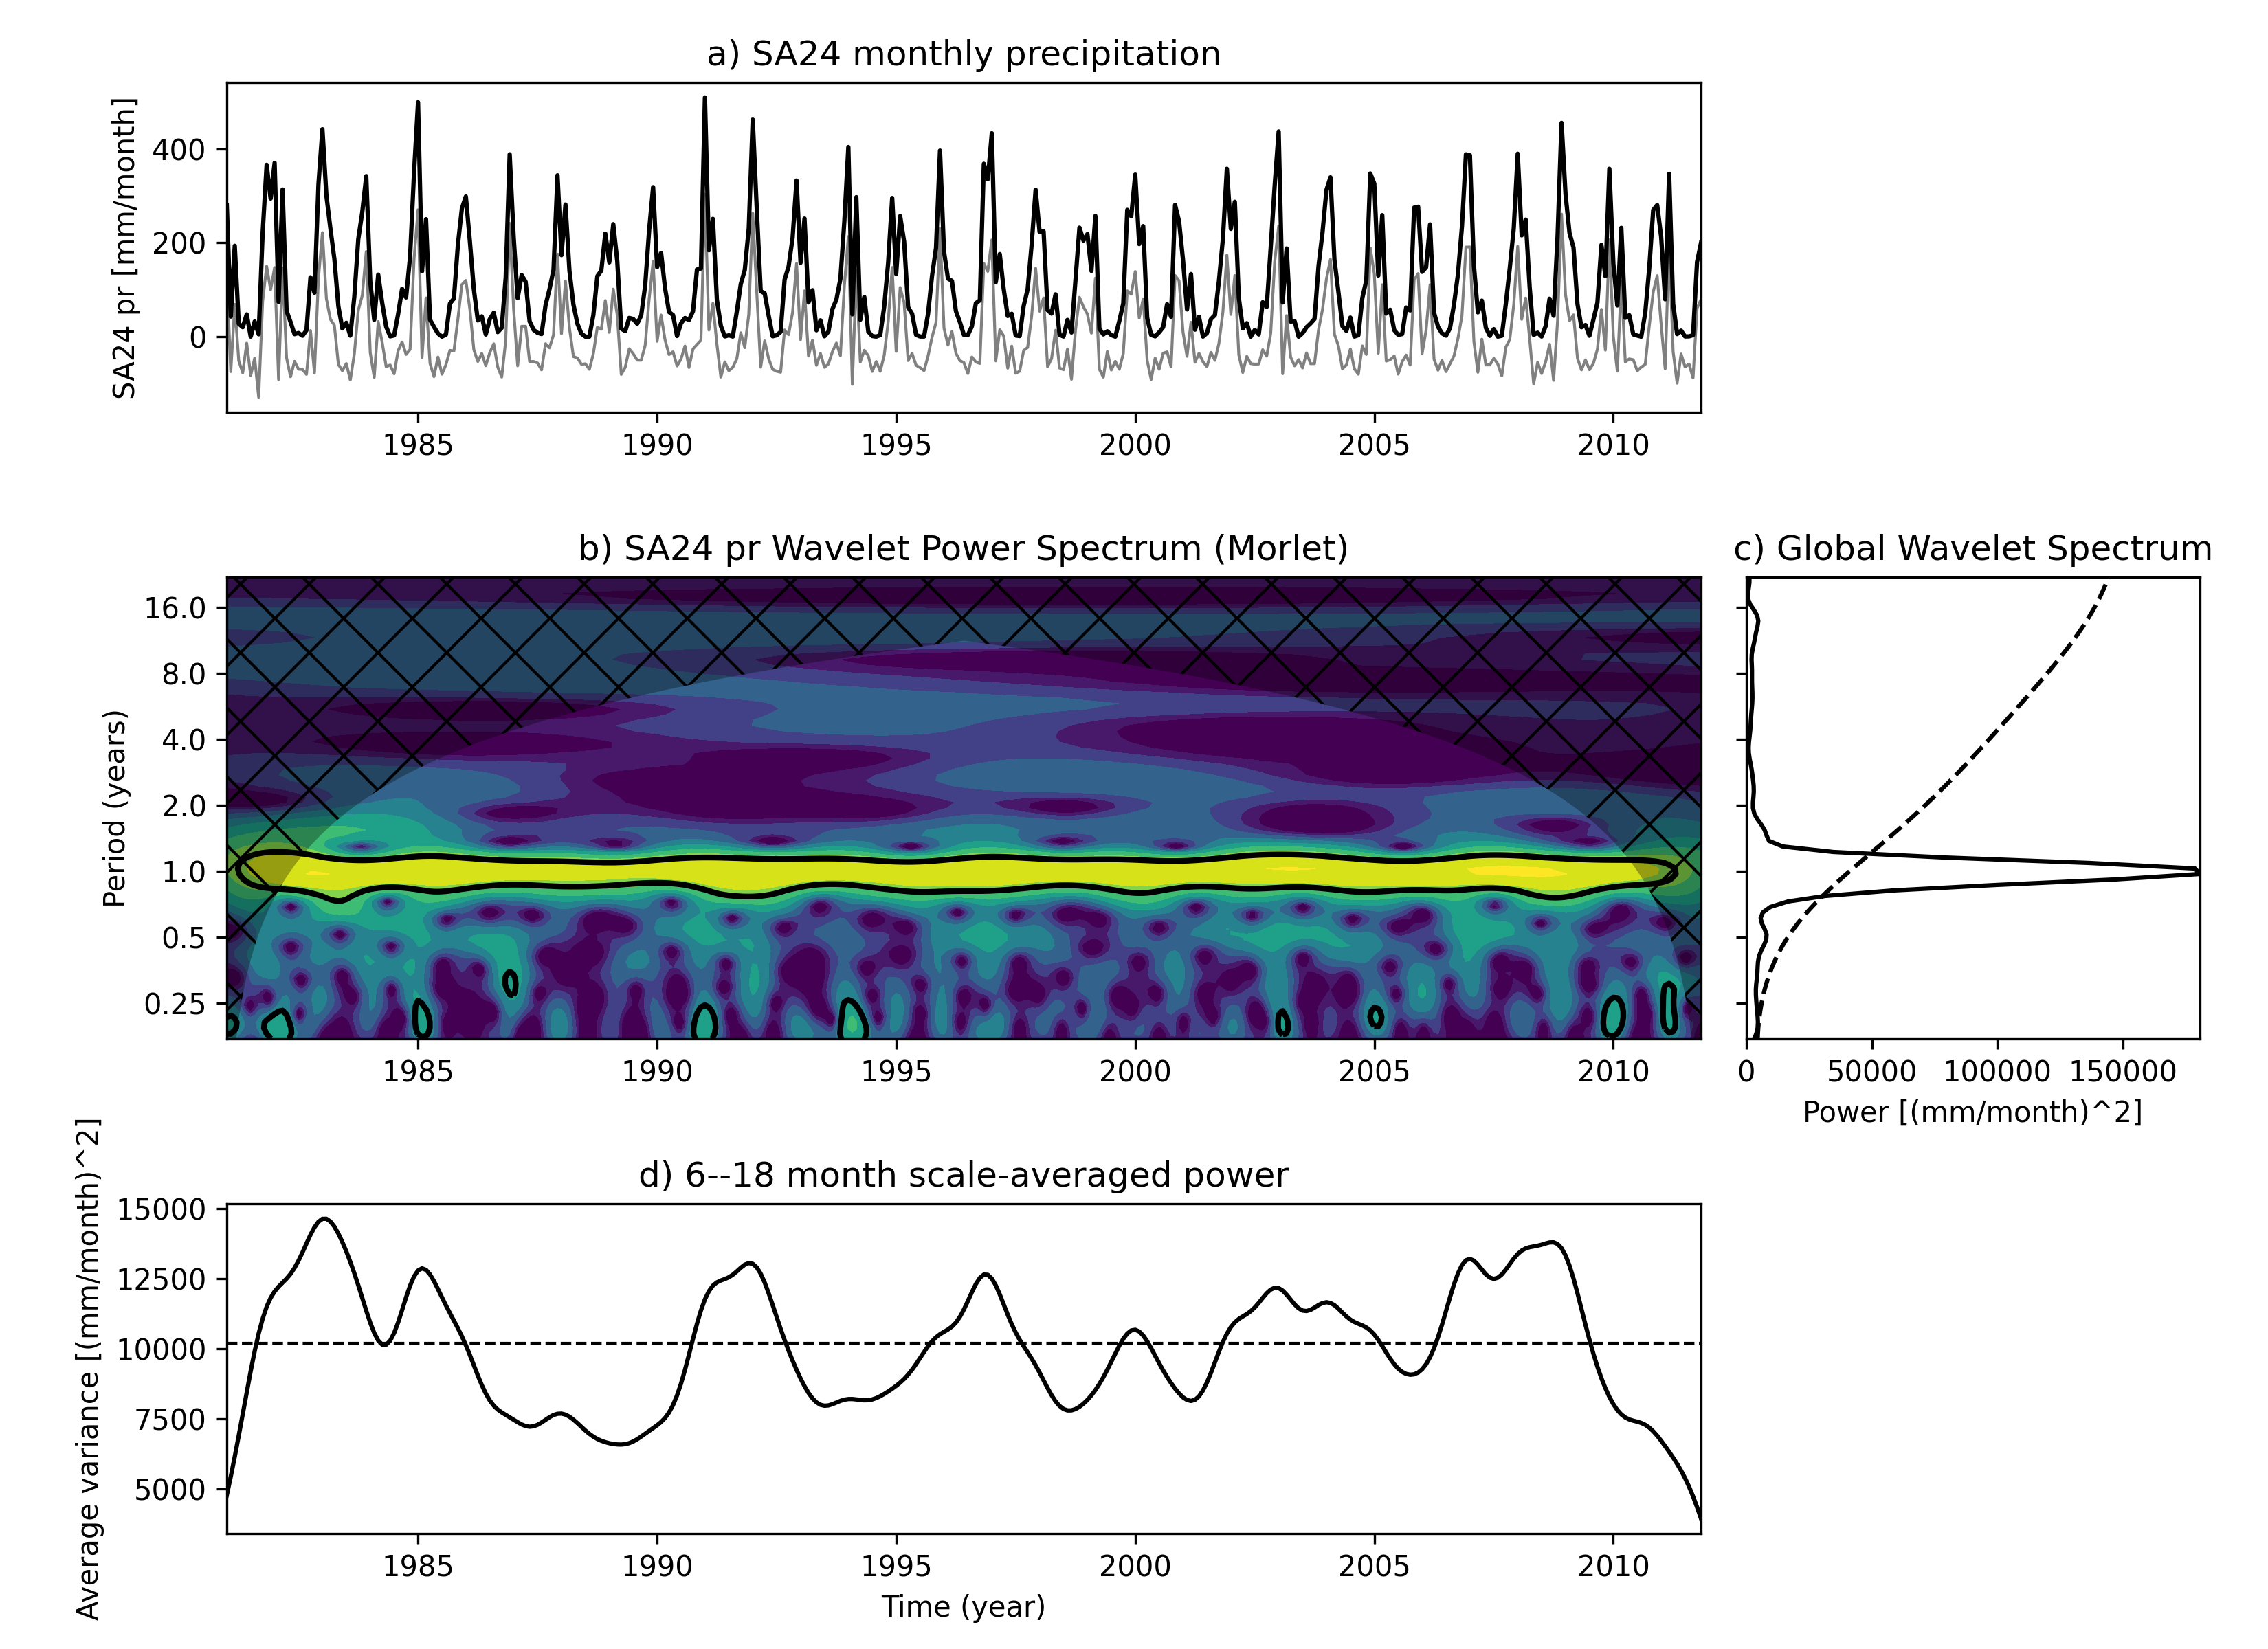 a) SA24 monthly precipitation
SA24 pr [mm/month]
400
200
0
1985 1990 1995 2000 2005 2010
b) SA24 pr Wavelet Power Spectrum (Morlet)
Period (years)
16.0
8.0
4.0
2.0
1.0
0.5
0.25
1985 1990 1995 2000 2005 2010
c) Global Wavelet Spectrum
0 50000 100000 150000
Power [(mm/month)^2]
d) 6--18 month scale-averaged power
Average variance [(mm/month)^2]
15000
12500
10000
7500
5000
1985 1990 1995 2000 2005 2010
Time (year)